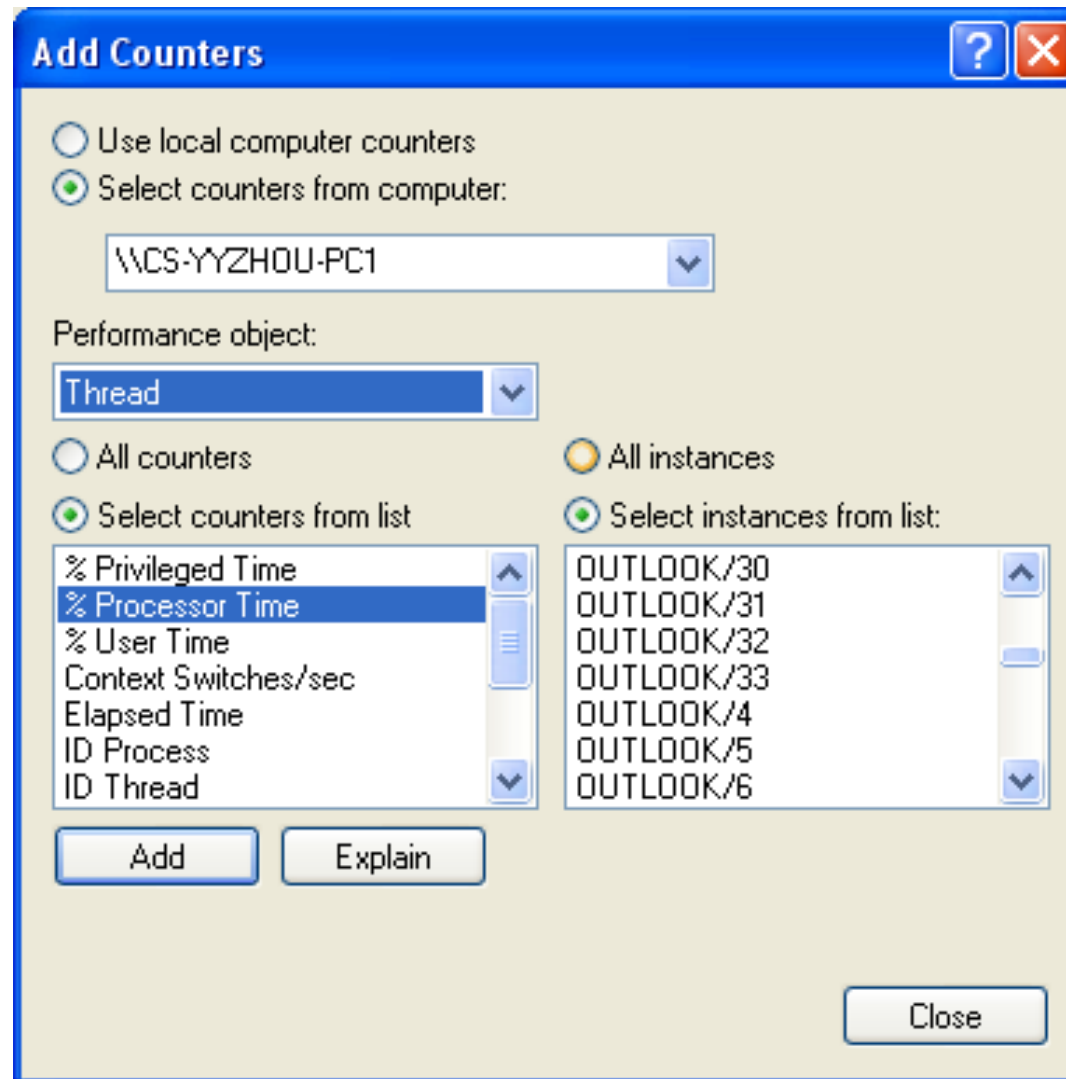 Add Counters
Use local computer counters
Select counters from computer:
\\CS-YYZHOU-PC1
Performance object:
Thread
All counters
All instances
Select counters from list
Select instances from list:
% Privileged Time
% Processor Time
% User Time
Context Switches/sec
Elapsed Time
ID Process
ID Thread
OUTLOOK/30
OUTLOOK/31
OUTLOOK/32
OUTLOOK/33
OUTLOOK/4
OUTLOOK/5
OUTLOOK/6
Add
Explain
Close